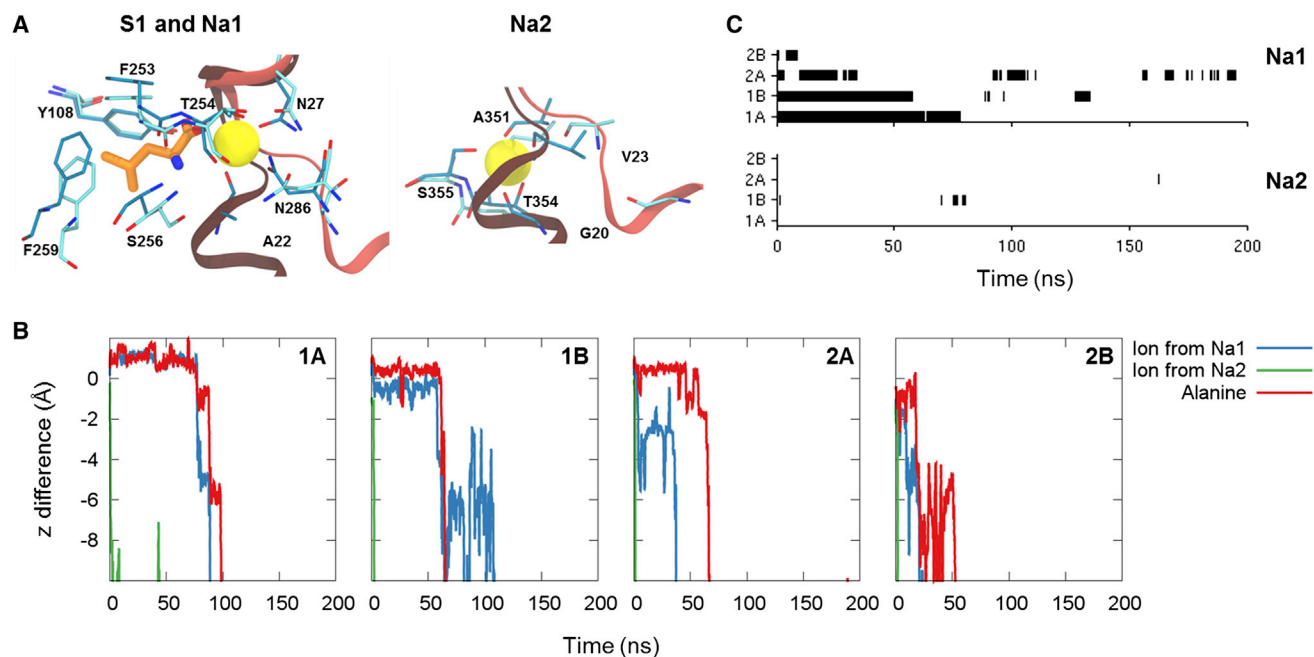 A
S1 and Na1
F253
Y108
T254
N27
F259
S256
N286
A22
Na2
A351
V23
S355
T354
G20
C
2B
2A
1B
1A
Na1
2B
2A
1B
1A
Na2
0 50 100 150 200
Time (ns)
B
1A 1B 2A 2B
Ion from Na1
Ion from Na2
Alanine
0
-2
-4
-6
-8
z difference (Å)
0 50 100 150 200
0 50 100 150 200
0 50 100 150 200
0 50 100 150 200
Time (ns)